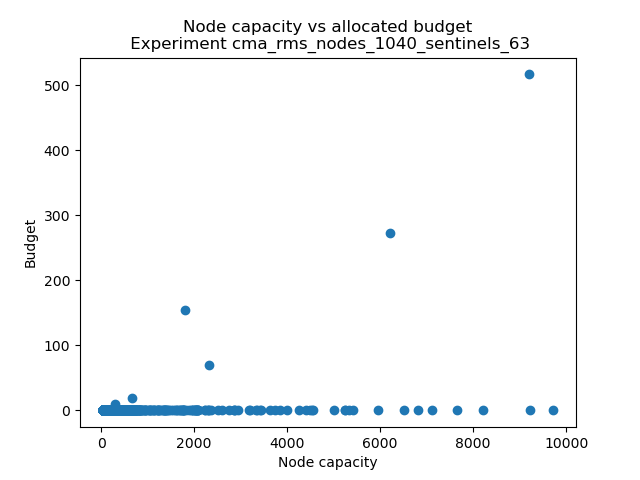 Node capacity vs allocated budget
Experiment cma_rms_nodes_1040_sentinels_63
Budget
500
400
300
200
100
0
0 2000 4000 6000 8000 10000
Node capacity